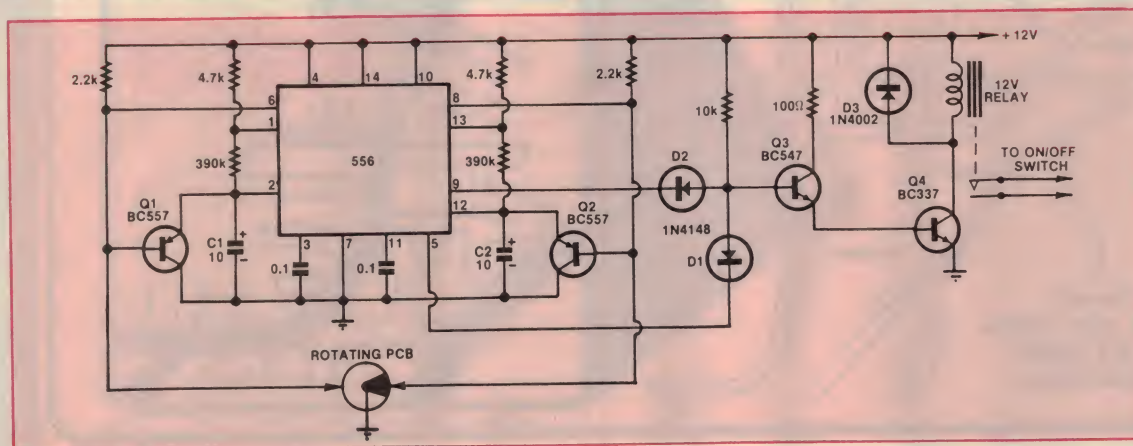 + 12V
2.2k
4.7k
4
14
10
4.7k
2.2k
6
8
1
13
10k
100Ω
D3
1N4002
12V
RELAY
390k
556
390k
D2
Q3
BC547
TO ON/OFF
SWITCH
2
9
12
Q1
BC557
Q2
BC557
1N4148
Q4
BC337
C1
10
+
−
3
7
11
5
C2
10
+
−
D1
0.1
0.1
ROTATING PCB